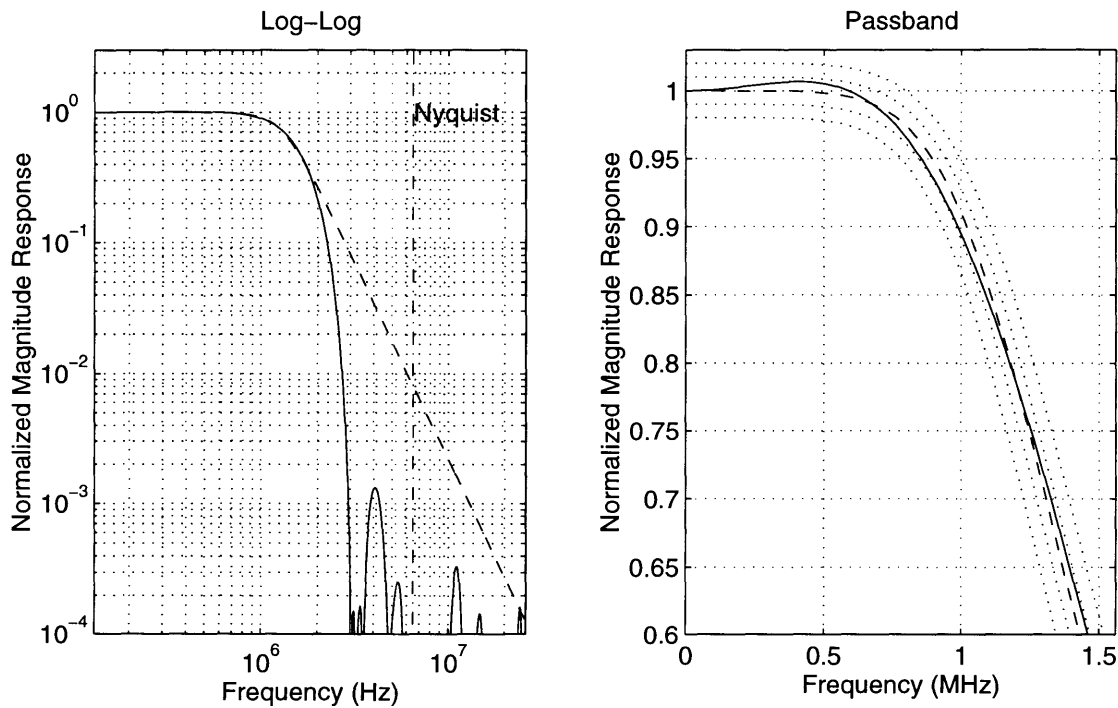 Log–Log
Normalized Magnitude Response
10^0
10^−1
10^−2
10^−3
10^−4
Nyquist
10^6
10^7
Frequency (Hz)
Passband
Normalized Magnitude Response
1
0.95
0.9
0.85
0.8
0.75
0.7
0.65
0.6
0
0.5
1
1.5
Frequency (MHz)